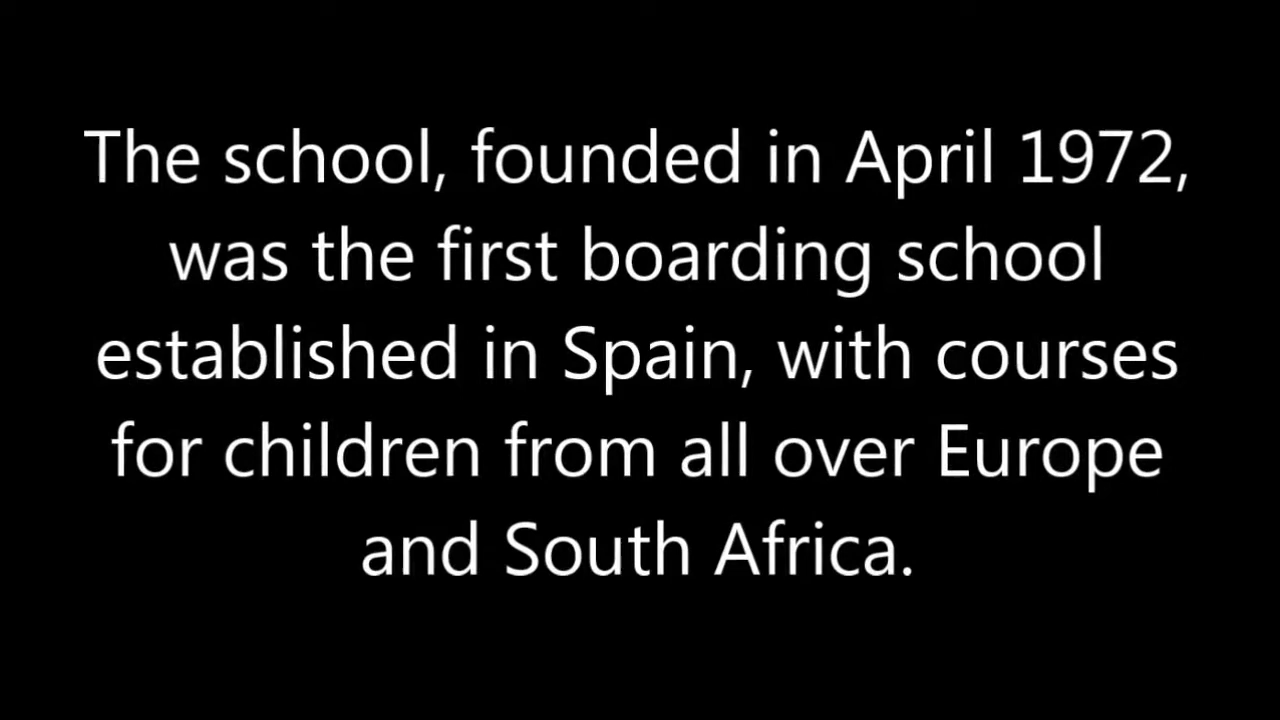 The school, founded in April 1972,
was the first boarding school
established in Spain, with courses
for children from all over Europe
and South Africa.